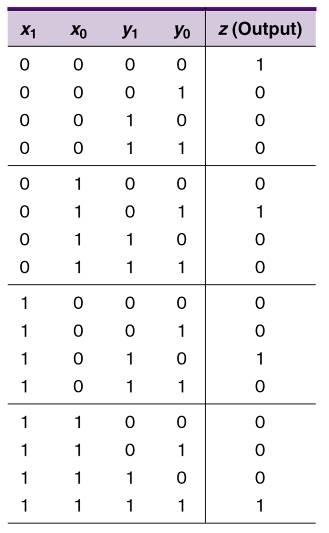 x₁ x₀ y₁ y₀ z (Output)
0 0 0 0 1
0 0 0 1 0
0 0 1 0 0
0 0 1 1 0
0 1 0 0 0
0 1 0 1 1
0 1 1 0 0
0 1 1 1 0
1 0 0 0 0
1 0 0 1 0
1 0 1 0 1
1 0 1 1 0
1 1 0 0 0
1 1 0 1 0
1 1 1 0 0
1 1 1 1 1